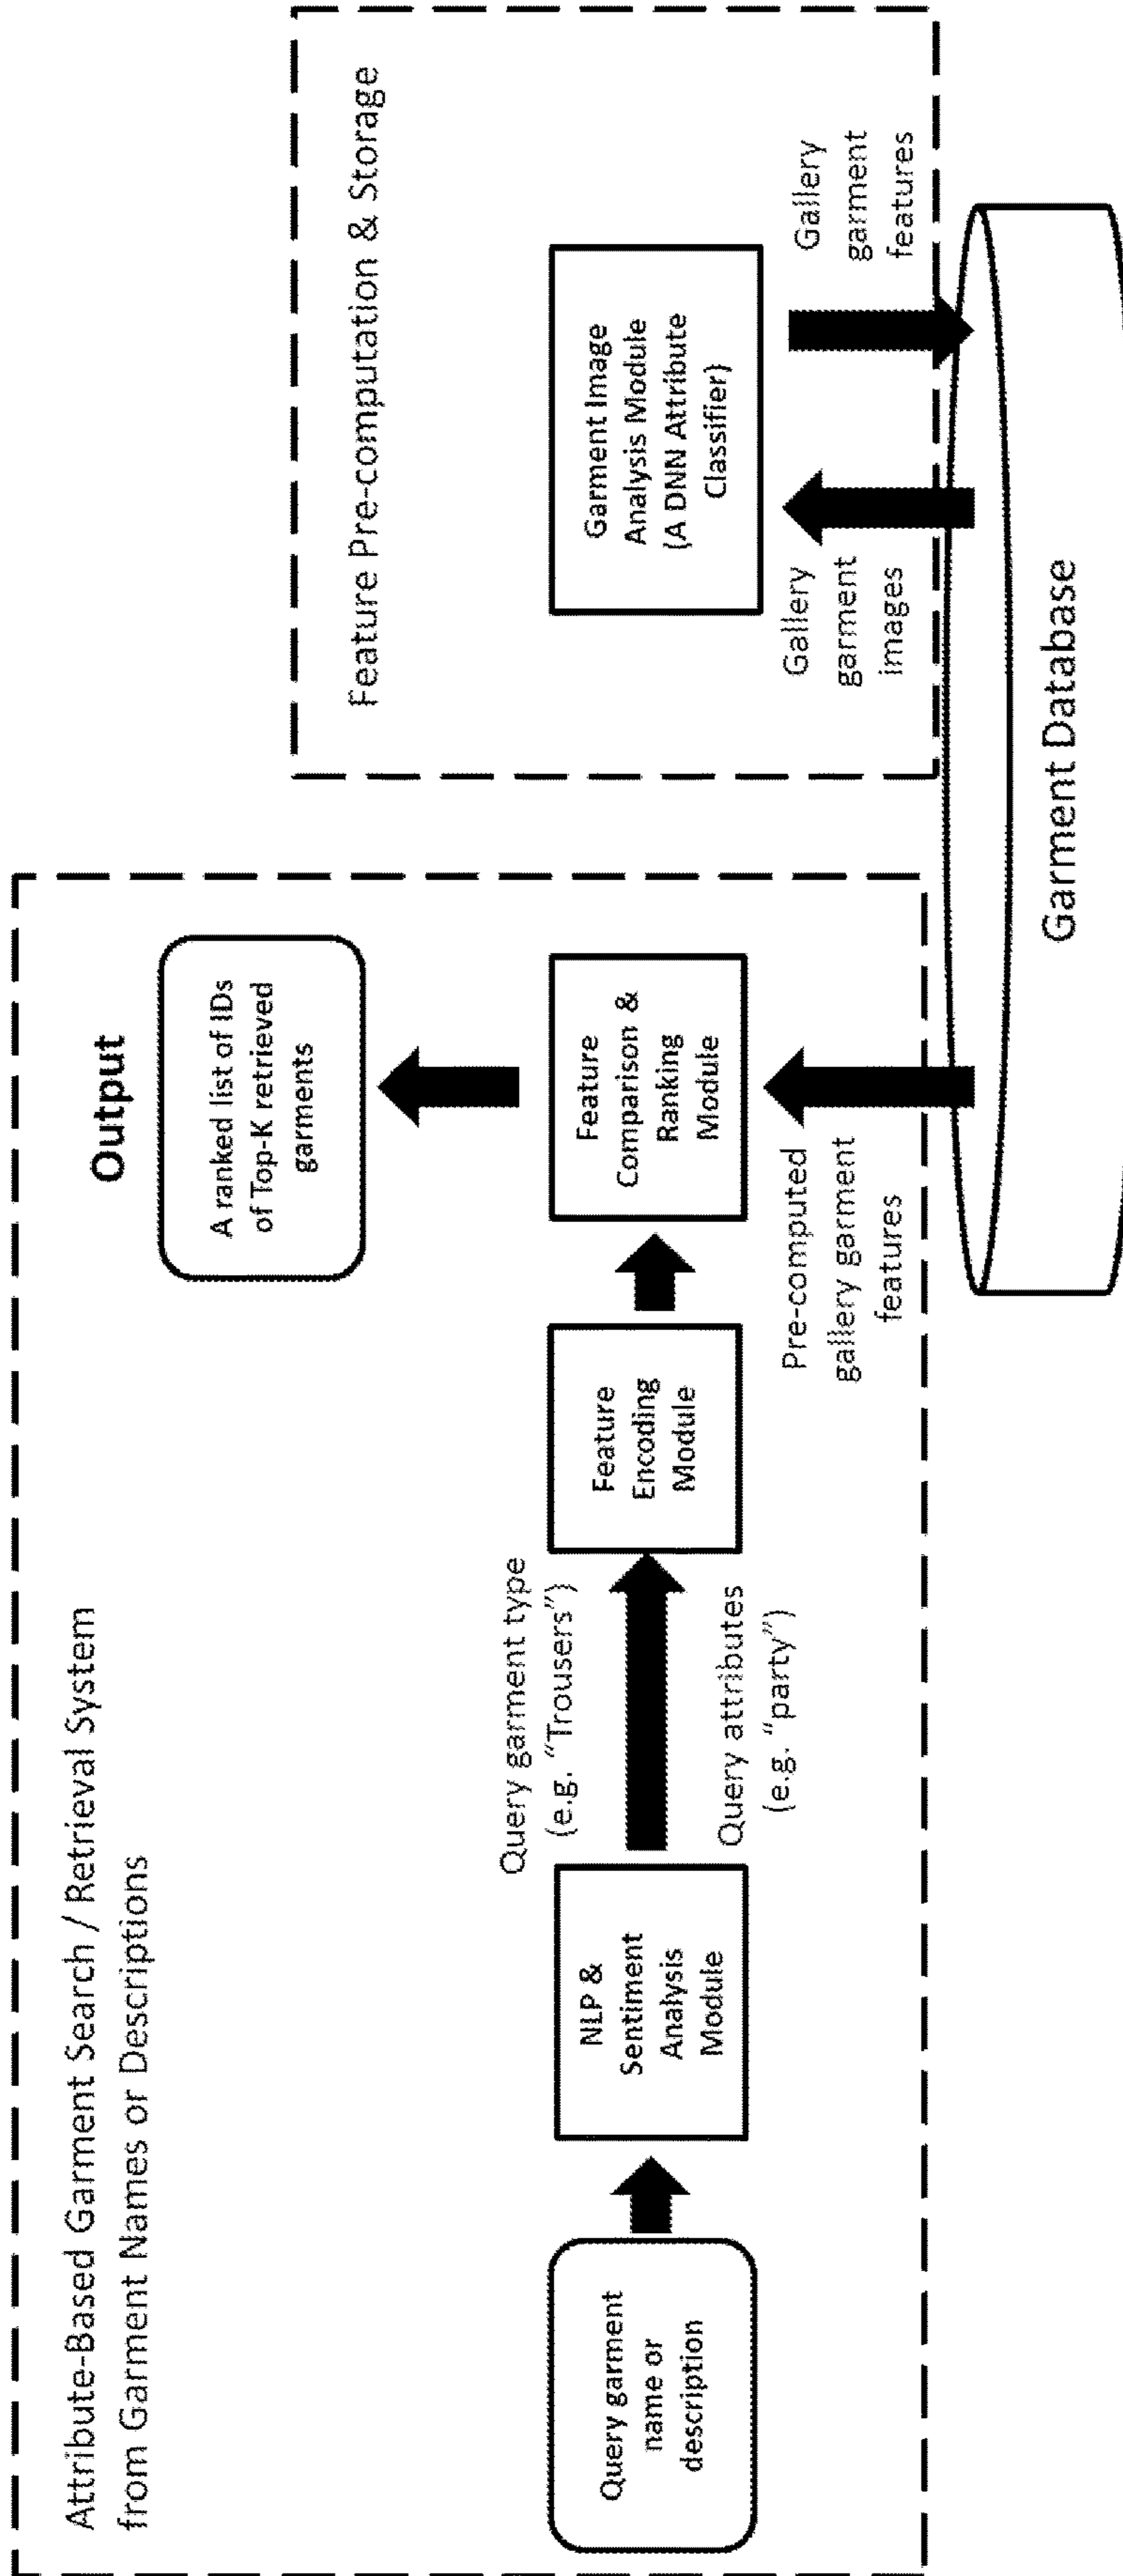 Attribute-Based Garment Search / Retrieval System
from Garment Names or Descriptions
Query garment
name or
description
NLP &
Sentiment
Analysis
Module
Query garment type
(e.g. “Trousers”)
Query attributes
(e.g. “party”)
Feature
Encoding
Module
Feature
Comparison &
Ranking
Module
Pre-computed
gallery garment
features
Output
A ranked list of IDs
of Top-K retrieved
garments
Feature Pre-computation & Storage
Garment Image
Analysis Module
(A DNN Attribute
Classifier)
Gallery
garment
images
Gallery
garment
features
Garment Database